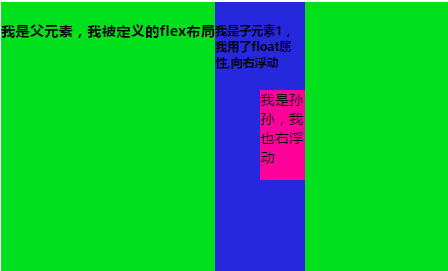 我是父元素，我被定义的flex布局
我是子元素1，
我用了float属
性,向右浮动
我是孙
孙，我
也右浮
动